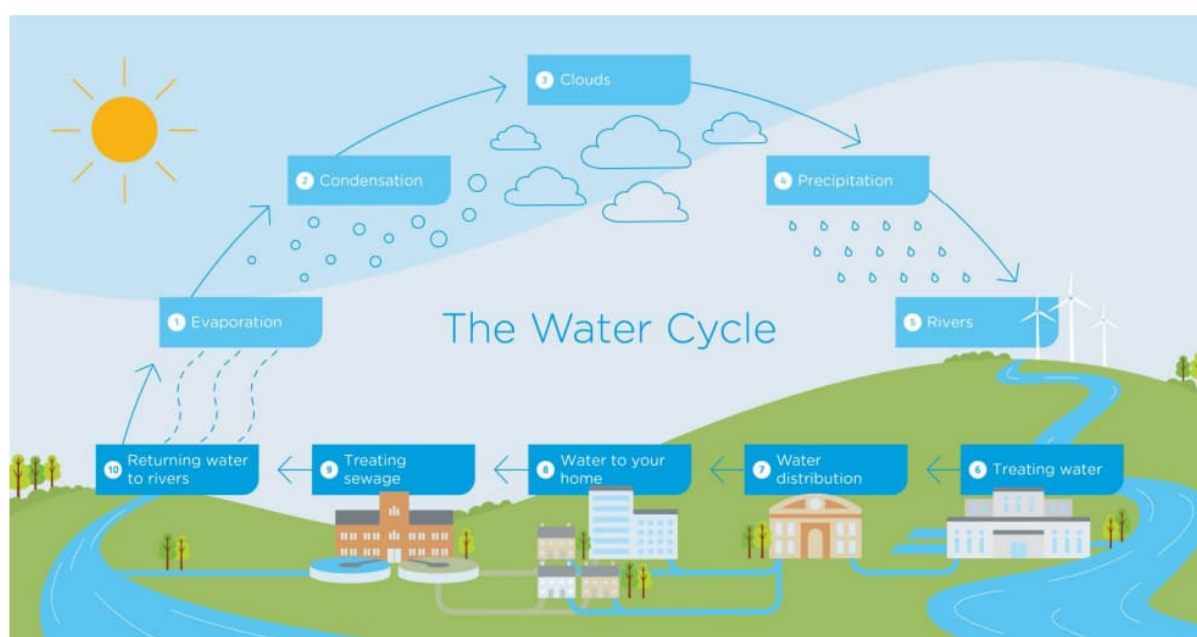 The Water Cycle
1 Evaporation
2 Condensation
3 Clouds
4 Precipitation
5 Rivers
6 Treating water
7 Water
distribution
8 Water to your
home
9 Treating
sewage
10 Returning water
to rivers